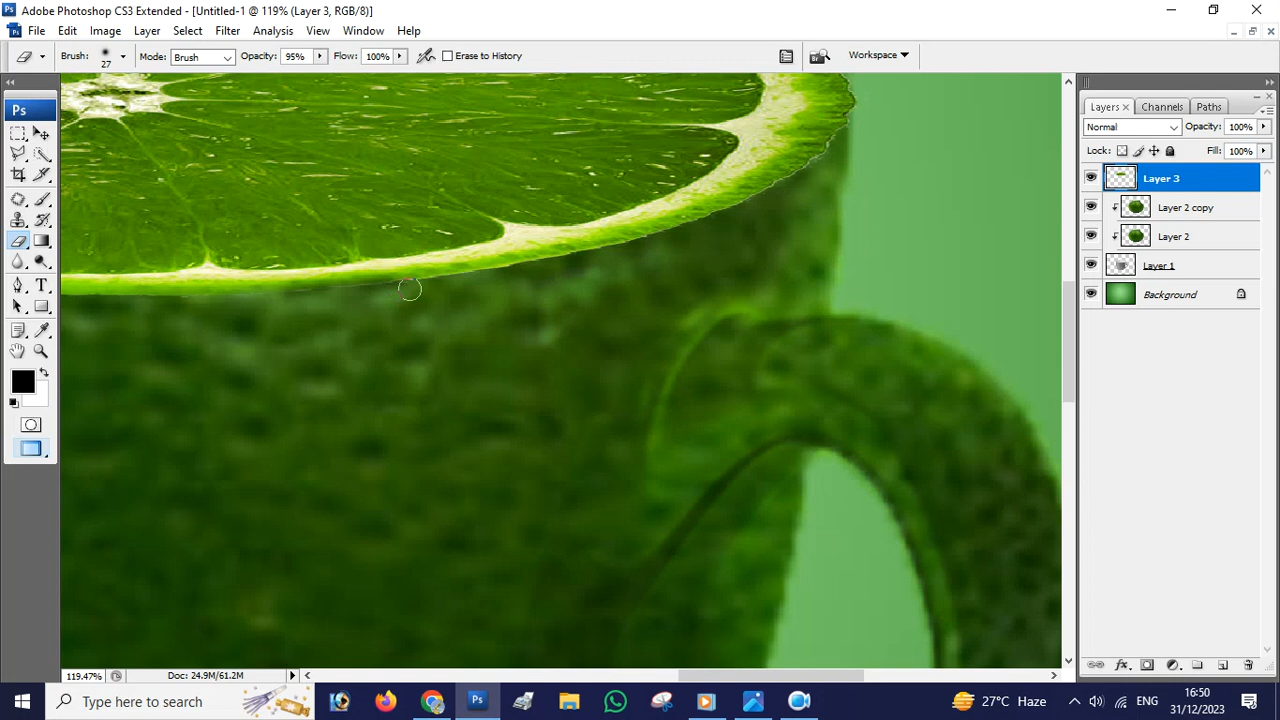 Ps Adobe Photoshop CS3 Extended - [Untitled-1 @ 119% (Layer 3, RGB/8)]
File Edit Image Layer Select Filter Analysis View Window Help
Brush: 27 Mode: Brush Opacity: 95% Flow: 100% Erase to History Workspace
Ps
Layers x Channels Paths
Normal Opacity: 100%
Lock: Fill: 100%
Layer 3
Layer 2 copy
Layer 2
Layer 1
Background
119.47% Doc: 24.9M/61.2M
Type here to search Ps 27°C Haze ENG 16:50
31/12/2023